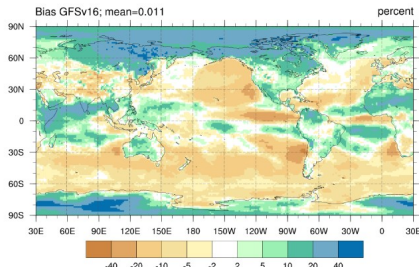 Bias GFSv16; mean=0.011 percent
90N
60N
30N
0
30S
60S
90S
30E 60E 90E 120E 150E 180 150W 120W 90W 60W 30W 0 30E
-40 -20 -10 -5 -2 2 5 10 20 40